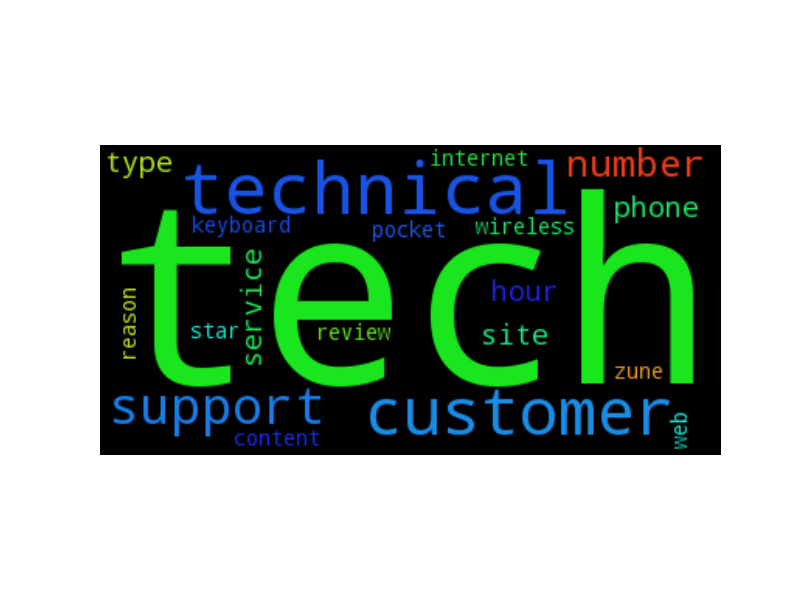 type
internet
number
technical
phone
keyboard
pocket
wireless
tech
service
reason
hour
star
review
site
zune
support
customer
content
web